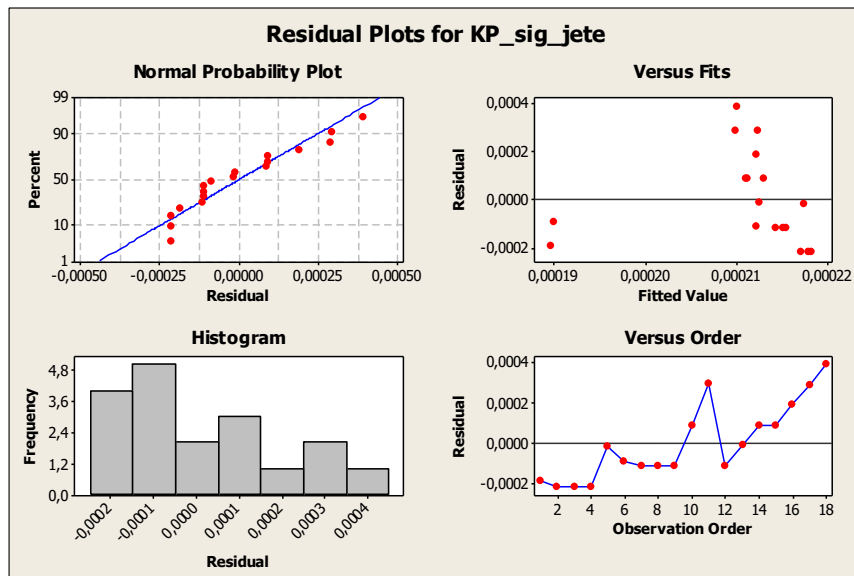 Residual Plots for KP_sig_jete
Normal Probability Plot
99
90
50
10
1
Percent
-0,00050 -0,00025 0,00000 0,00025 0,00050
Residual
Versus Fits
0,0004
0,0002
0,0000
-0,0002
Residual
0,00019 0,00020 0,00021 0,00022
Fitted Value
Histogram
4,8
3,6
2,4
1,2
0,0
Frequency
-0,0002 -0,0001 0,0000 0,0001 0,0002 0,0003 0,0004
Residual
Versus Order
0,0004
0,0002
0,0000
-0,0002
Residual
2 4 6 8 10 12 14 16 18
Observation Order